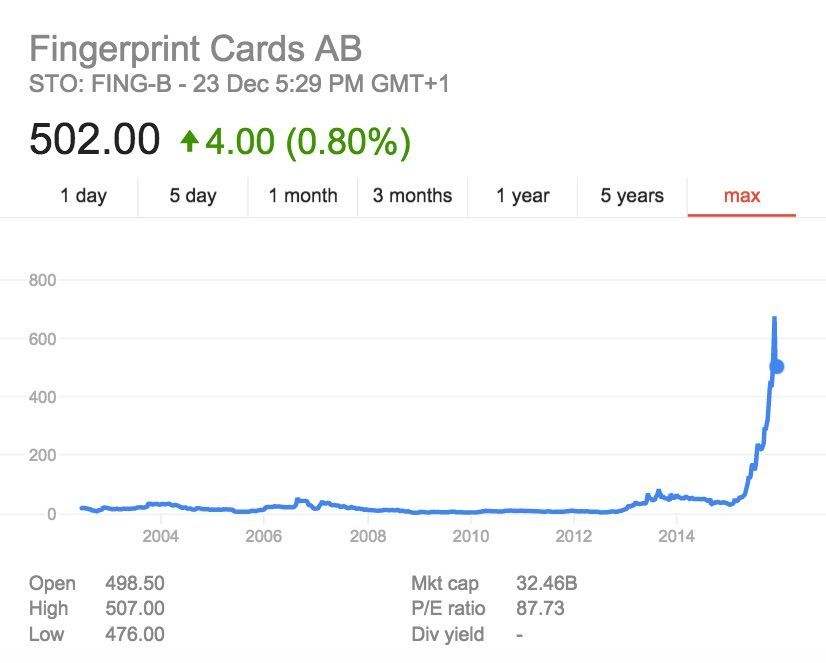 Fingerprint Cards AB
STO: FING-B - 23 Dec 5:29 PM GMT+1
502.00 ↑4.00 (0.80%)
1 day 5 day 1 month 3 months 1 year 5 years max
800
600
400
200
0
2004 2006 2008 2010 2012 2014
Open 498.50 Mkt cap 32.46B
High 507.00 P/E ratio 87.73
Low 476.00 Div yield -